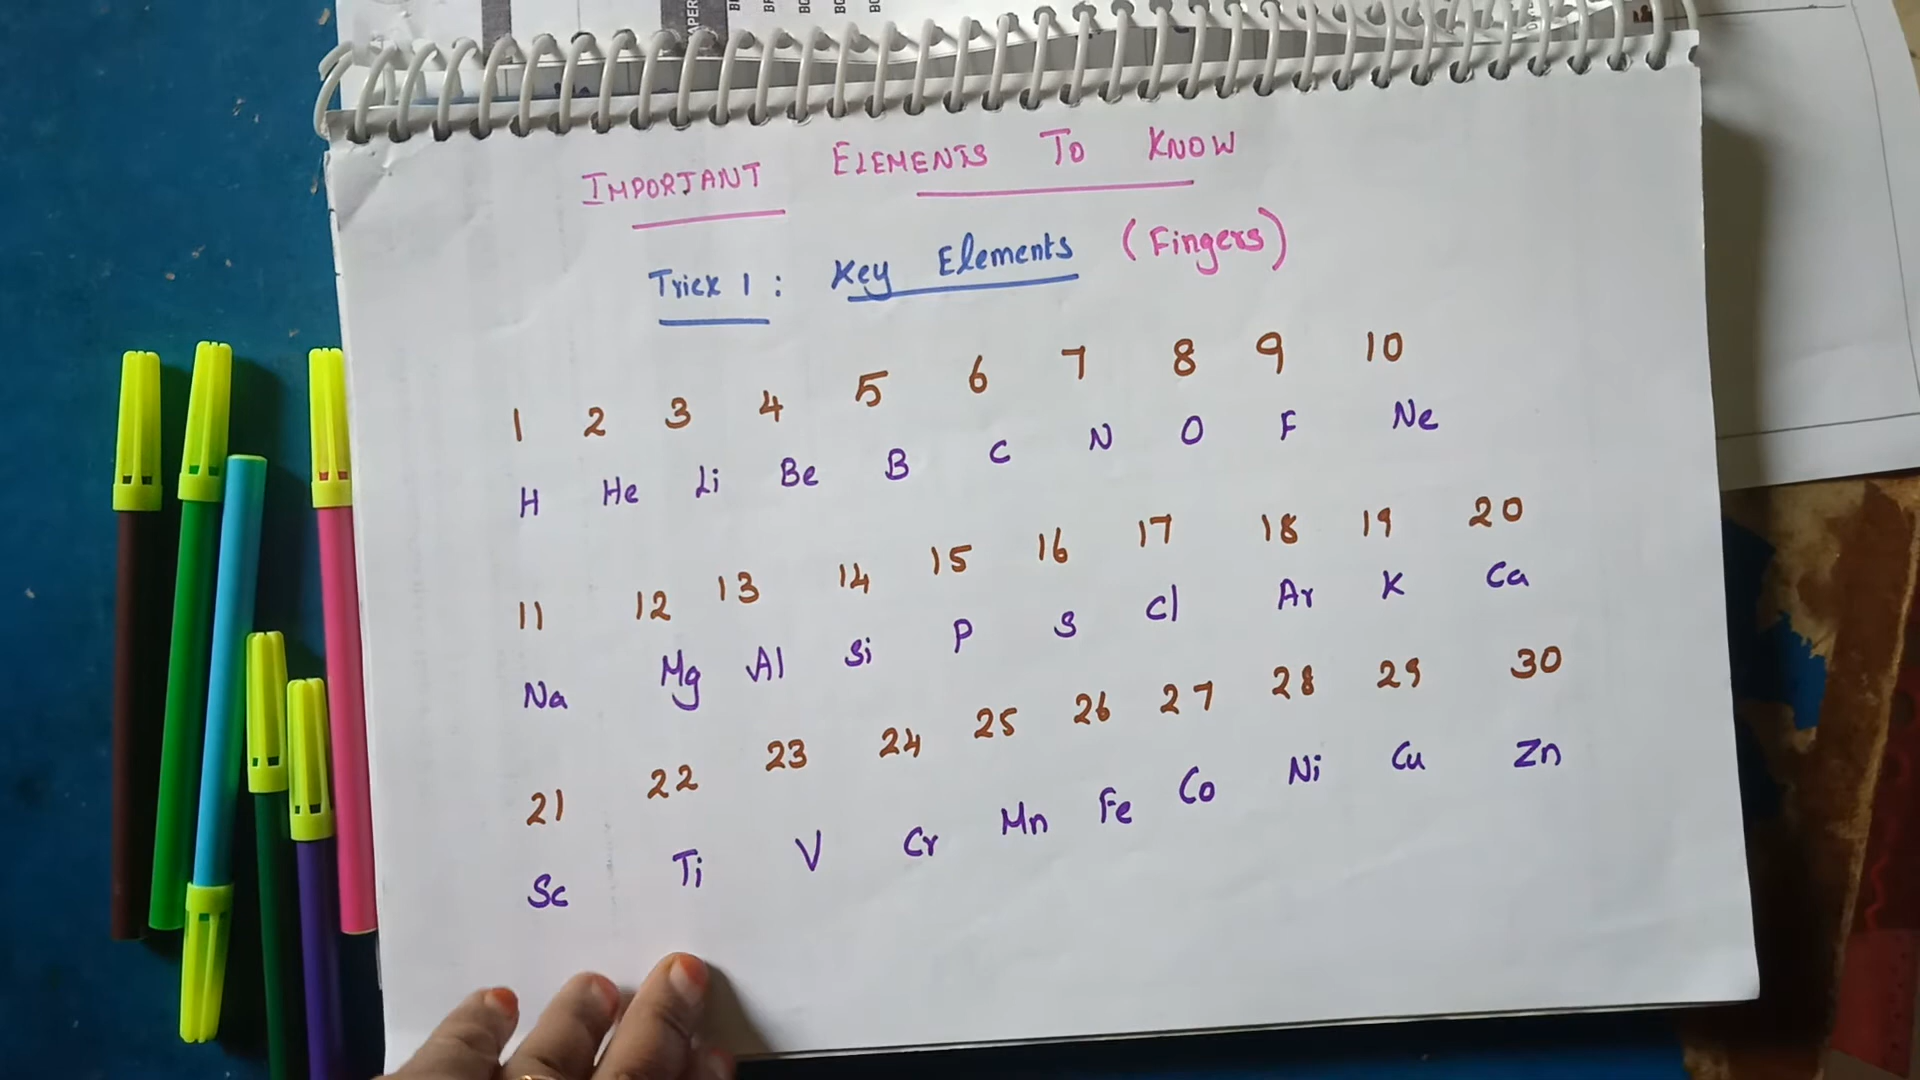 IMPORTANT ELEMENTS TO KNOW
Trick 1 : Key Elements (Fingers)
1 2 3 4 5 6 7 8 9 10
H He Li Be B C N O F Ne
11 12 13 14 15 16 17 18 19 20
Na Mg Al Si P S Cl Ar K Ca
21 22 23 24 25 26 27 28 29 30
Sc Ti V Cr Mn Fe Co Ni Cu Zn